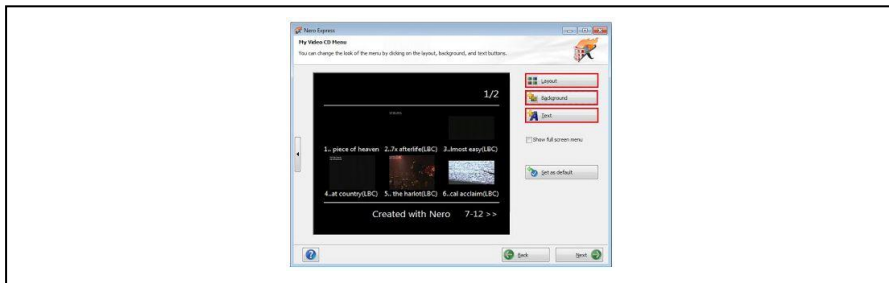 Nero Express
My Video CD Menu
You can change the look of the menu by clicking on the layout, background, and text buttons.
1/2
Layout
Background
Text
Show full screen menu
1.. piece of heaven 2..7x afterlife(LBC) 3..lmost easy(LBC)
Set as default
4..at country(LBC) 5.. the harlot(LBC) 6..cal acclaim(LBC)
Created with Nero 7-12 >>
Back
Next